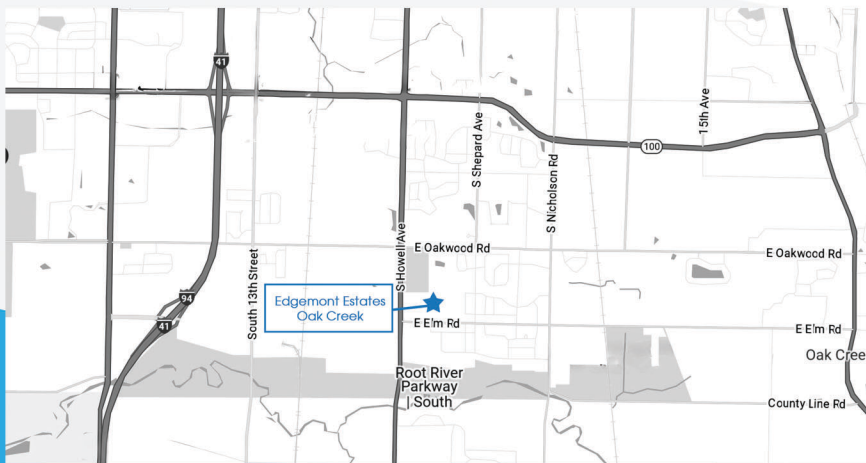 41
15th Ave
S Shepard Ave
100
S Nicholson Rd
E Oakwood Rd
E Oakwood Rd
S Howell Ave
South 13th Street
94
41
Edgemont Estates
Oak Creek
E Elm Rd
E Elm Rd
Oak Cree
Root River
Parkway
South
County Line Rd